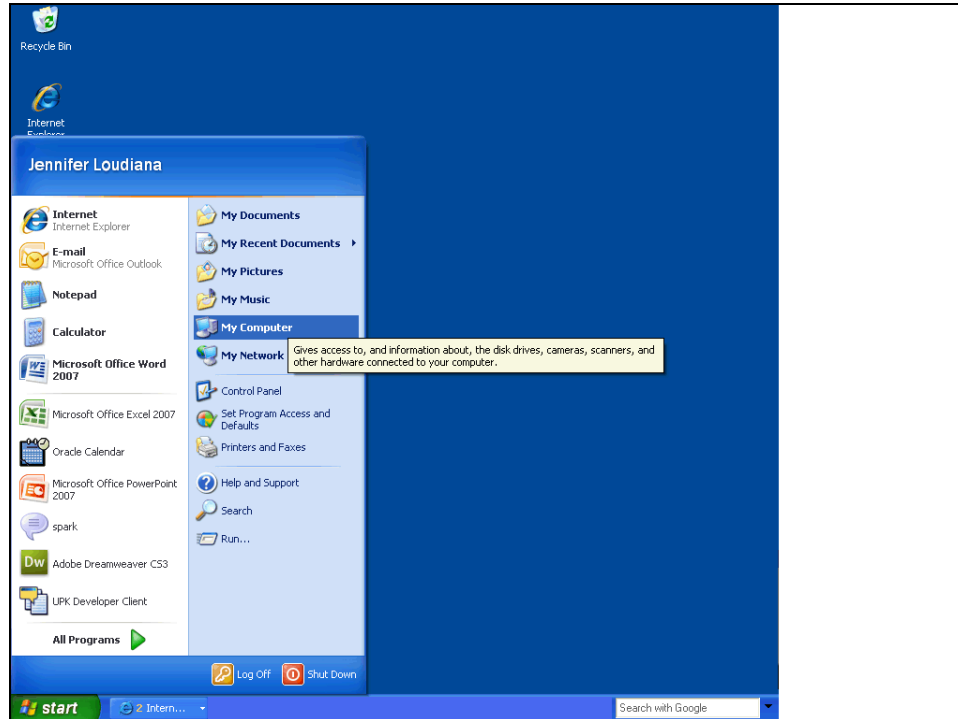 Recycle Bin
Internet
Explorer
Jennifer Loudiana
Internet
Internet Explorer
E-mail
Microsoft Office Outlook
Notepad
Calculator
Microsoft Office Word
2007
Microsoft Office Excel 2007
Oracle Calendar
Microsoft Office PowerPoint
2007
spark
Dw
Adobe Dreamweaver CS3
UPK Developer Client
All Programs
My Documents
My Recent Documents
My Pictures
My Music
My Computer
My Network
Gives access to, and information about, the disk drives, cameras, scanners, and
other hardware connected to your computer.
Control Panel
Set Program Access and
Defaults
Printers and Faxes
Help and Support
Search
Run...
Log Off
Shut Down
start
2 Intern...
Search with Google